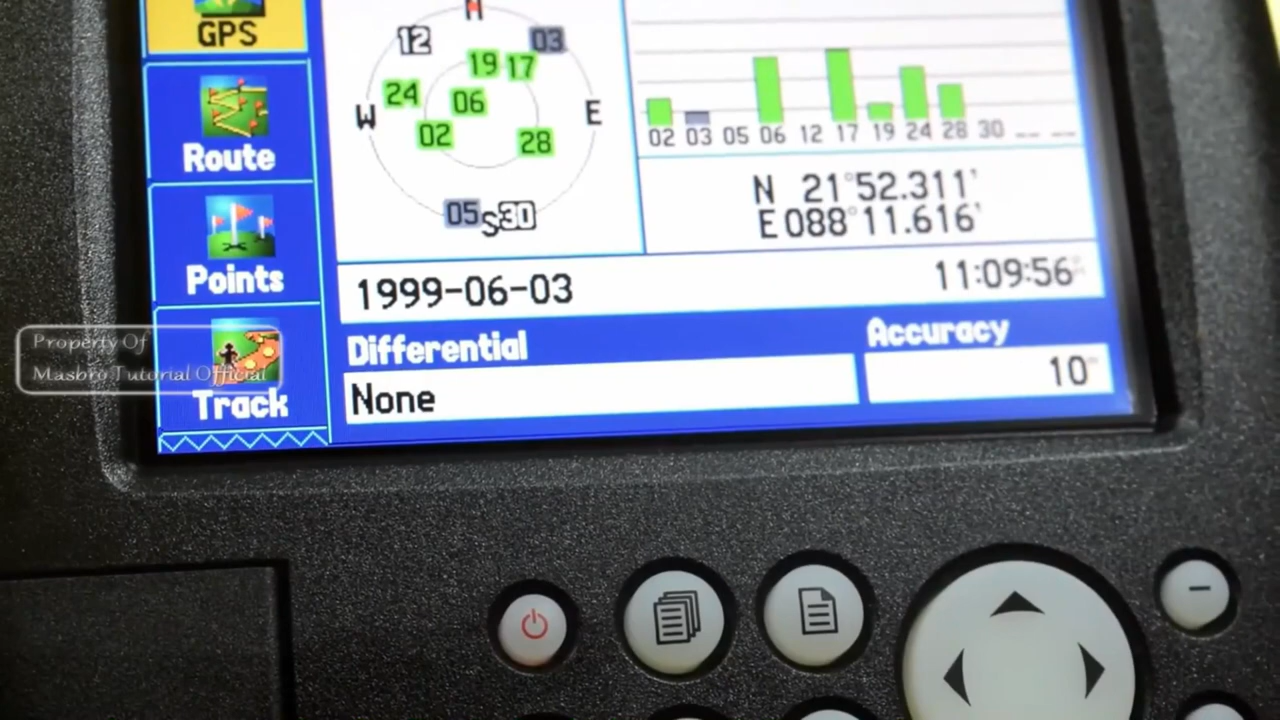 GPS
Route
Points
Track
N
12
03
19
17
24
06
W
E
02
28
05
S
30
02 03 05 06 12 17 19 24 28 30 __ __
N 21°52.311'
E 088°11.616'
1999-06-03
11:09:56
Differential
None
Accuracy
10
Property Of
Masbro Tutorial Official